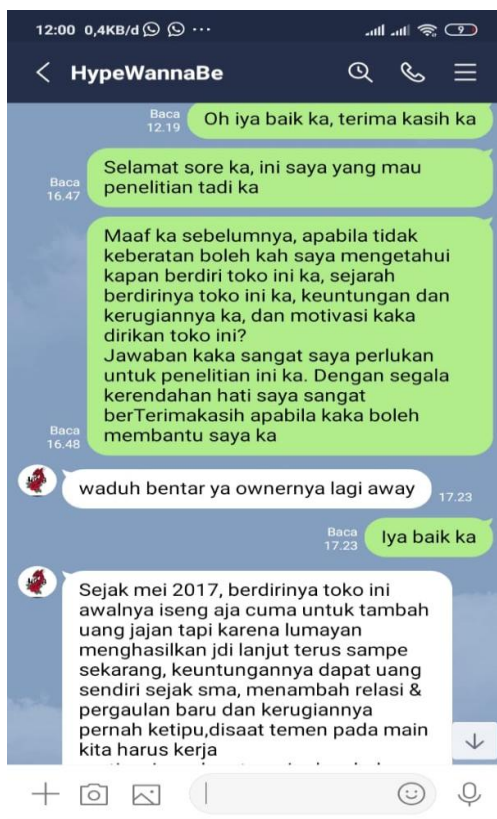 12:00 0,4KB/d ...
9
HypeWannaBe
Baca
12.19
Oh iya baik ka, terima kasih ka
Selamat sore ka, ini saya yang mau
penelitian tadi ka
Baca
16.47
Maaf ka sebelumnya, apabila tidak
keberatan boleh kah saya mengetahui
kapan berdiri toko ini ka, sejarah
berdirinya toko ini ka, keuntungan dan
kerugiannya ka, dan motivasi kaka
dirikan toko ini?
Jawaban kaka sangat saya perlukan
untuk penelitian ini ka. Dengan segala
kerendahan hati saya sangat
berTerimakasih apabila kaka boleh
membantu saya ka
Baca
16.48
waduh bentar ya ownernya lagi away
17.23
Baca
17.23
Iya baik ka
Sejak mei 2017, berdirinya toko ini
awalnya iseng aja cuma untuk tambah
uang jajan tapi karena lumayan
menghasilkan jdi lanjut terus sampe
sekarang, keuntungannya dapat uang
sendiri sejak sma, menambah relasi &
pergaulan baru dan kerugiannya
pernah ketipu,disaat temen pada main
kita harus kerja